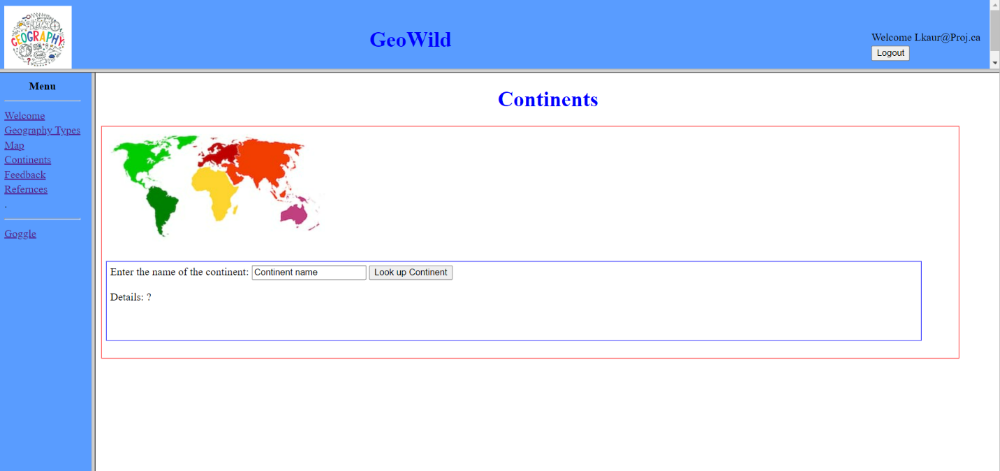 GEOGRAPHY
GeoWild
Welcome Lkaur@Proj.ca
Logout
Menu
Welcome
Geography Types
Map
Continents
Feedback
Refernces
.
Goggle
Continents
Enter the name of the continent: Continent name Look up Continent
Details: ?